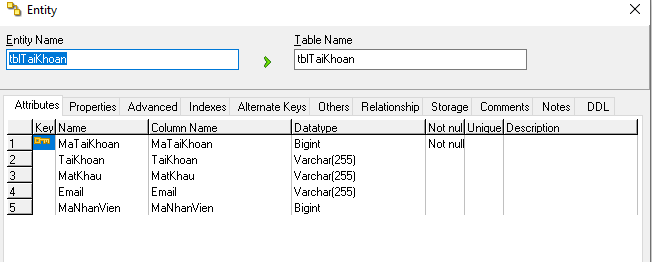 Entity
Entity Name
Table Name
tblTaiKhoan
tblTaiKhoan
Attributes Properties Advanced Indexes Alternate Keys Others Relationship Storage Comments Notes DDL
Key Name Column Name Datatype Not nul Unique Description
1 MaTaiKhoan MaTaiKhoan Bigint Not null
2 TaiKhoan TaiKhoan Varchar(255)
3 MatKhau MatKhau Varchar(255)
4 Email Email Varchar(255)
5 MaNhanVien MaNhanVien Bigint